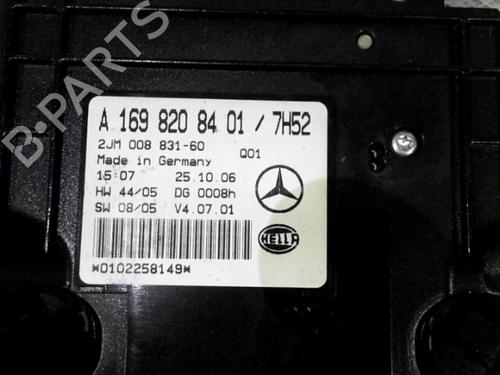 A 169 820 84 01 / 7H52
2JM 008 831-60 Q01
Made in Germany
15:07 25.10.06
HW 44/05 DG 0008h
SW 08/05 V4.07.01
HELLA
*0102258149*
B-PARTS